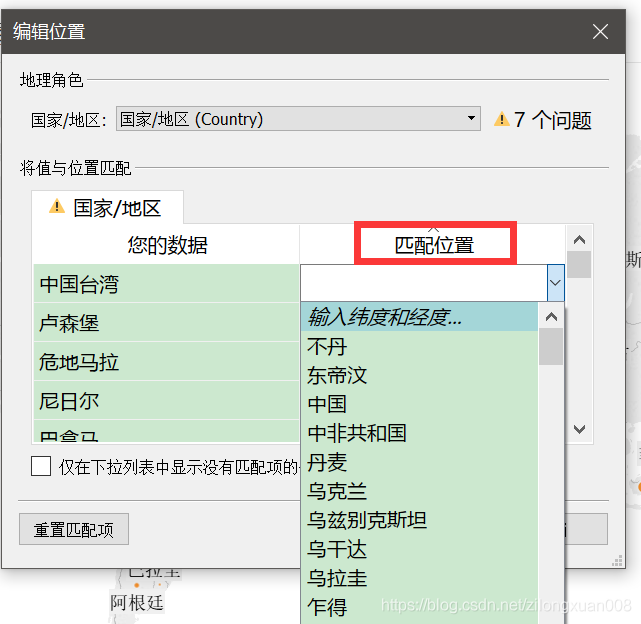 编辑位置
地理角色
国家/地区: 国家/地区 (Country) 7 个问题
将值与位置匹配
国家/地区
您的数据 匹配位置
中国台湾
卢森堡
危地马拉
尼日尔
巴拿马
输入纬度和经度...
不丹
东帝汶
中国
中非共和国
丹麦
乌克兰
乌兹别克斯坦
乌干达
乌拉圭
乍得
仅在下拉列表中显示没有匹配项的
重置匹配项
斯
巴拉圭
阿根廷
https://blog.csdn.net/zilongxuan008